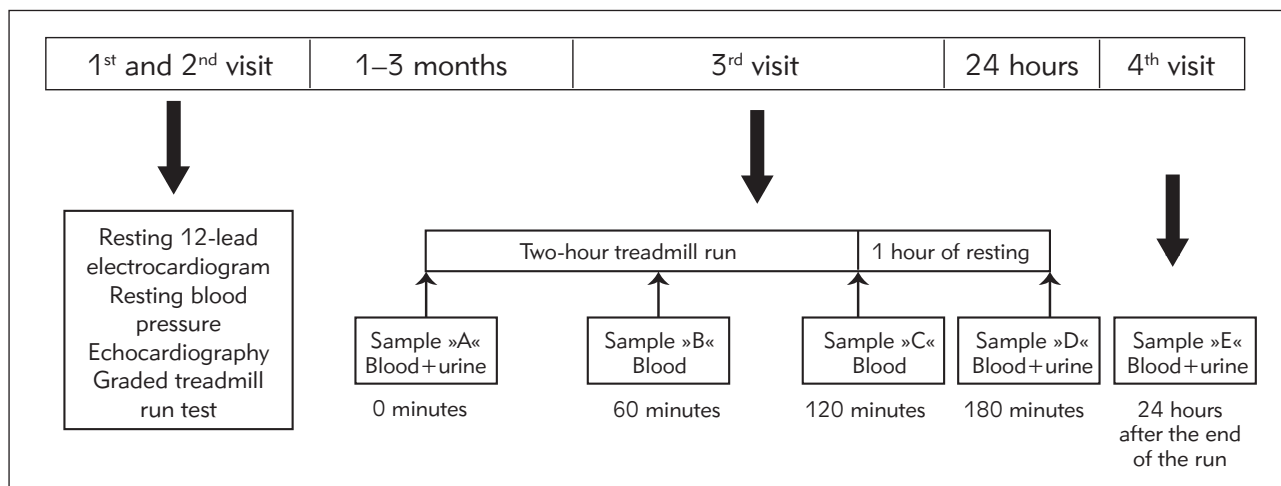 1st and 2nd visit
1–3 months
3rd visit
24 hours
4th visit
Resting 12-lead
electrocardiogram
Resting blood
pressure
Echocardiography
Graded treadmill
run test
Two-hour treadmill run
1 hour of resting
Sample »A«
Blood+urine
0 minutes
Sample »B«
Blood
60 minutes
Sample »C«
Blood
120 minutes
Sample »D«
Blood+urine
180 minutes
Sample »E«
Blood+urine
24 hours
after the end
of the run